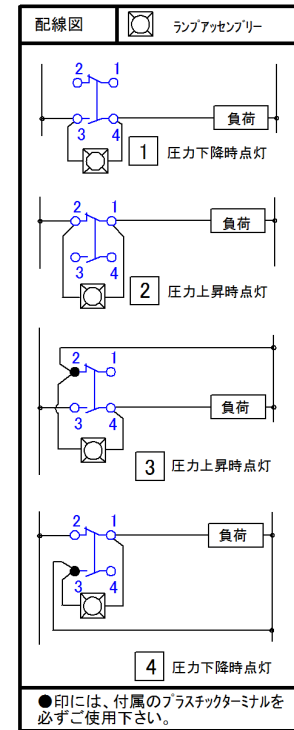 配線図 ランプアッセンブリー
2 1
負荷
3 4
1 圧力下降時点灯
2 1
負荷
3 4
2 圧力上昇時点灯
2 1
負荷
3 4
3 圧力上昇時点灯
2 1
負荷
3 4
4 圧力下降時点灯
●印には、付属のプラスチックターミナルを
必ずご使用下さい。